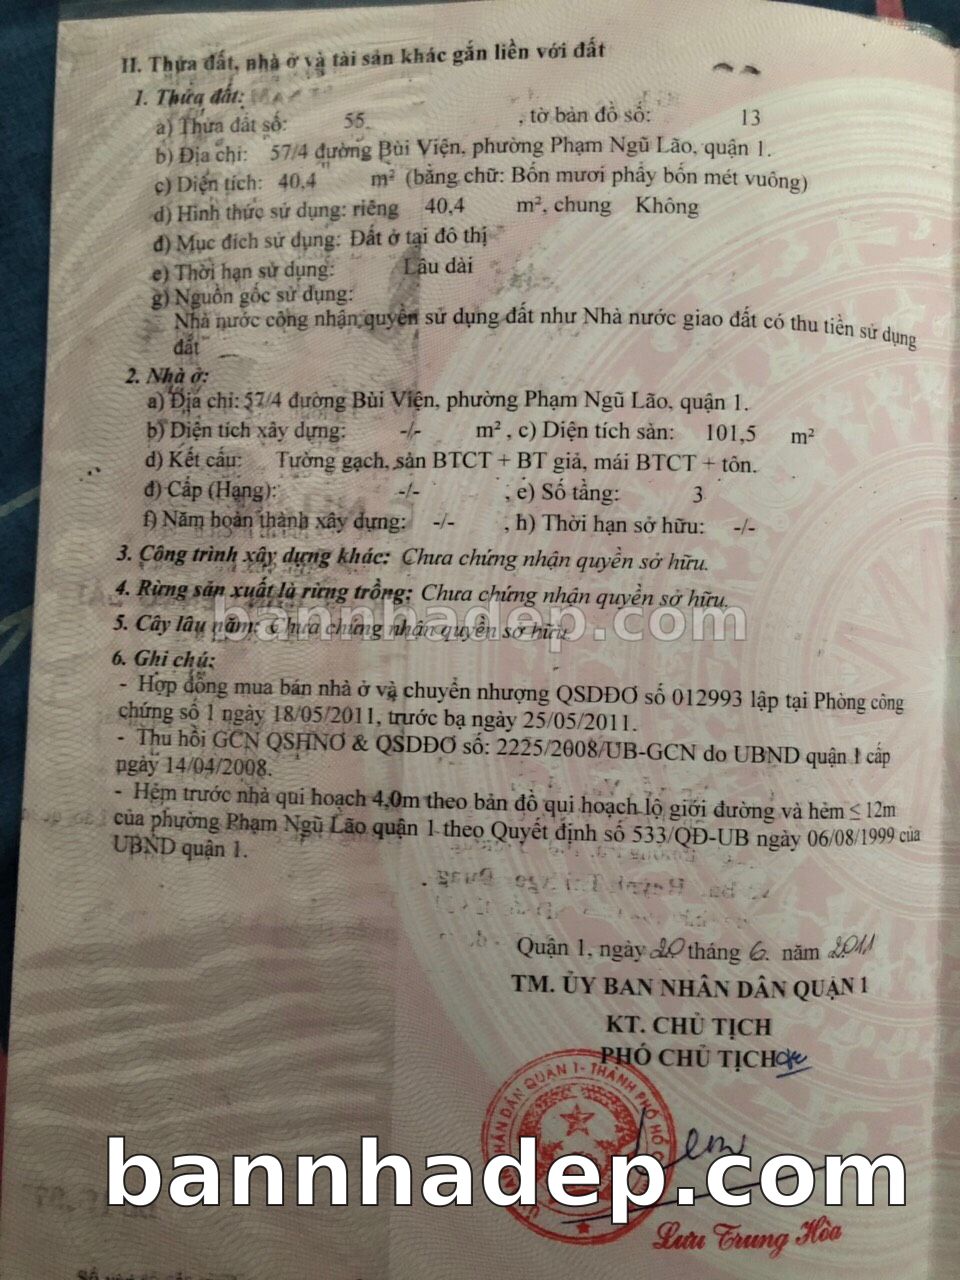 II. Thửa đất, nhà ở và tài sản khác gắn liền với đất
1. Thửa đất:
a) Thửa đất số: 55. , tờ bản đồ số: 13
b) Địa chỉ: 57/4 đường Bùi Viện, phường Phạm Ngũ Lão, quận 1.
c) Diện tích: 40,4 m² (bằng chữ: Bốn mươi phẩy bốn mét vuông)
d) Hình thức sử dụng: riêng 40,4 m², chung Không
đ) Mục đích sử dụng: Đất ở tại đô thị
e) Thời hạn sử dụng: Lâu dài
g) Nguồn gốc sử dụng:
Nhà nước công nhận quyền sử dụng đất như Nhà nước giao đất có thu tiền sử dụng
đất
2. Nhà ở:
a) Địa chỉ: 57/4 đường Bùi Viện, phường Phạm Ngũ Lão, quận 1.
b) Diện tích xây dựng: -/- m² , c) Diện tích sàn: 101,5 m²
d) Kết cấu: Tường gạch, sàn BTCT + BT giả, mái BTCT + tôn.
đ) Cấp (Hạng): -/- , e) Số tầng: 3
f) Năm hoàn thành xây dựng: -/- , h) Thời hạn sở hữu: -/-
3. Công trình xây dựng khác: Chưa chứng nhận quyền sở hữu.
4. Rừng sản xuất là rừng trồng: Chưa chứng nhận quyền sở hữu.
bannhadep.com
5. Cây lâu năm: Chưa chứng nhận quyền sở hữu
6. Ghi chú:
- Hợp đồng mua bán nhà ở và chuyển nhượng QSDĐƠ số 012993 lập tại Phòng công
chứng số 1 ngày 18/05/2011, trước bạ ngày 25/05/2011.
- Thu hồi GCN QSHNƠ & QSDĐƠ số: 2225/2008/UB-GCN do UBND quận 1 cấp
ngày 14/04/2008.
- Hẻm trước nhà qui hoạch 4,0m theo bản đồ qui hoạch lộ giới đường và hẻm ≤ 12m
của phường Phạm Ngũ Lão quận 1 theo Quyết định số 533/QĐ-UB ngày 06/08/1999 của
UBND quận 1.
Quận 1, ngày 20 tháng 6. năm 2011
TM. ỦY BAN NHÂN DÂN QUẬN 1
KT. CHỦ TỊCH
PHÓ CHỦ TỊCH
NHÂN DÂN QUẬN 1 - THÀNH PHỐ HỒ
bannhadep.com
Lưu Trung Hòa